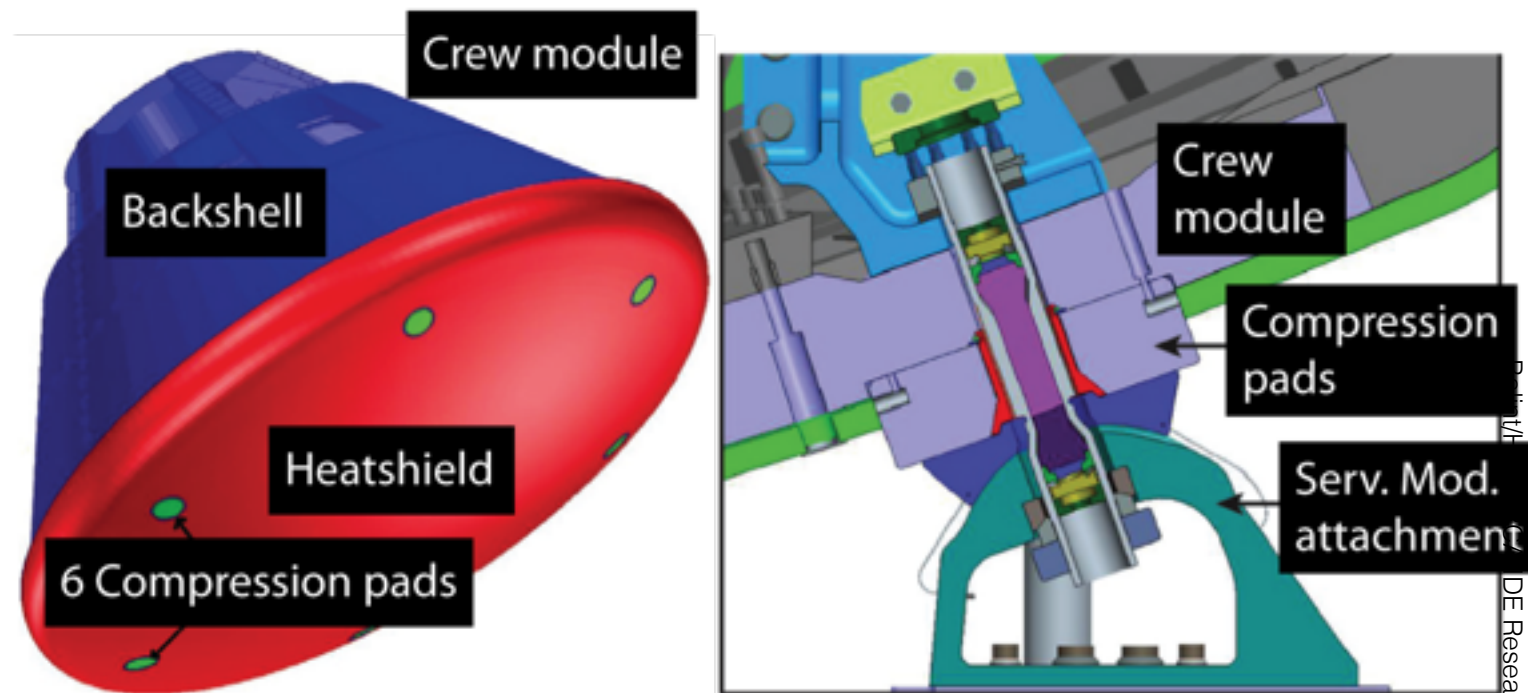 Crew module
Backshell
Heatshield
6 Compression pads
Crew
module
Compression
pads
Serv. Mod.
attachment
DE Resea